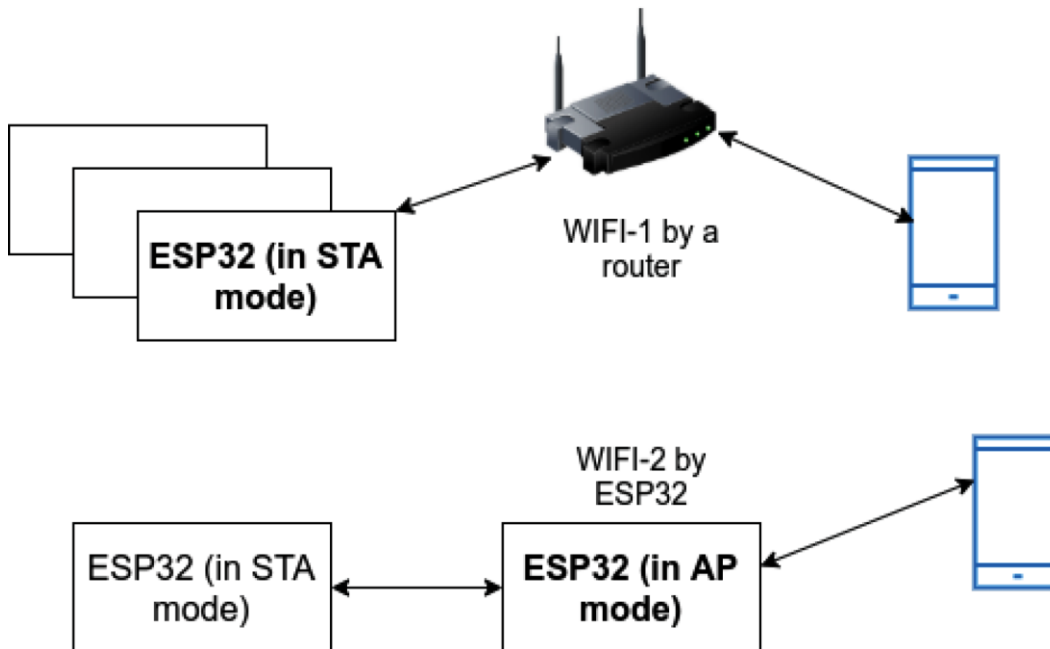 ESP32 (in STA
mode)
WIFI-1 by a
router
WIFI-2 by
ESP32
ESP32 (in STA
mode)
ESP32 (in AP
mode)